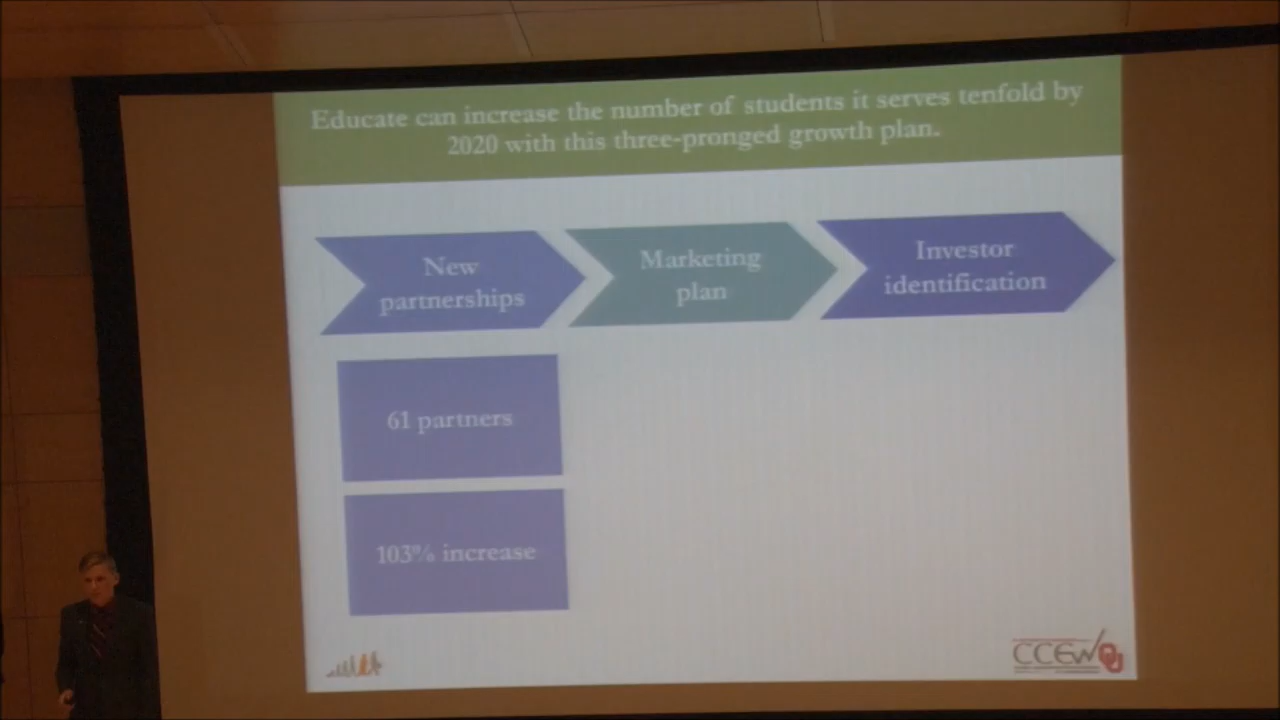 Educate can increase the number of students it serves tenfold by
2020 with this three-pronged growth plan.
New
partnerships
Marketing
plan
Investor
identification
61 partners
103% increase
CCEW